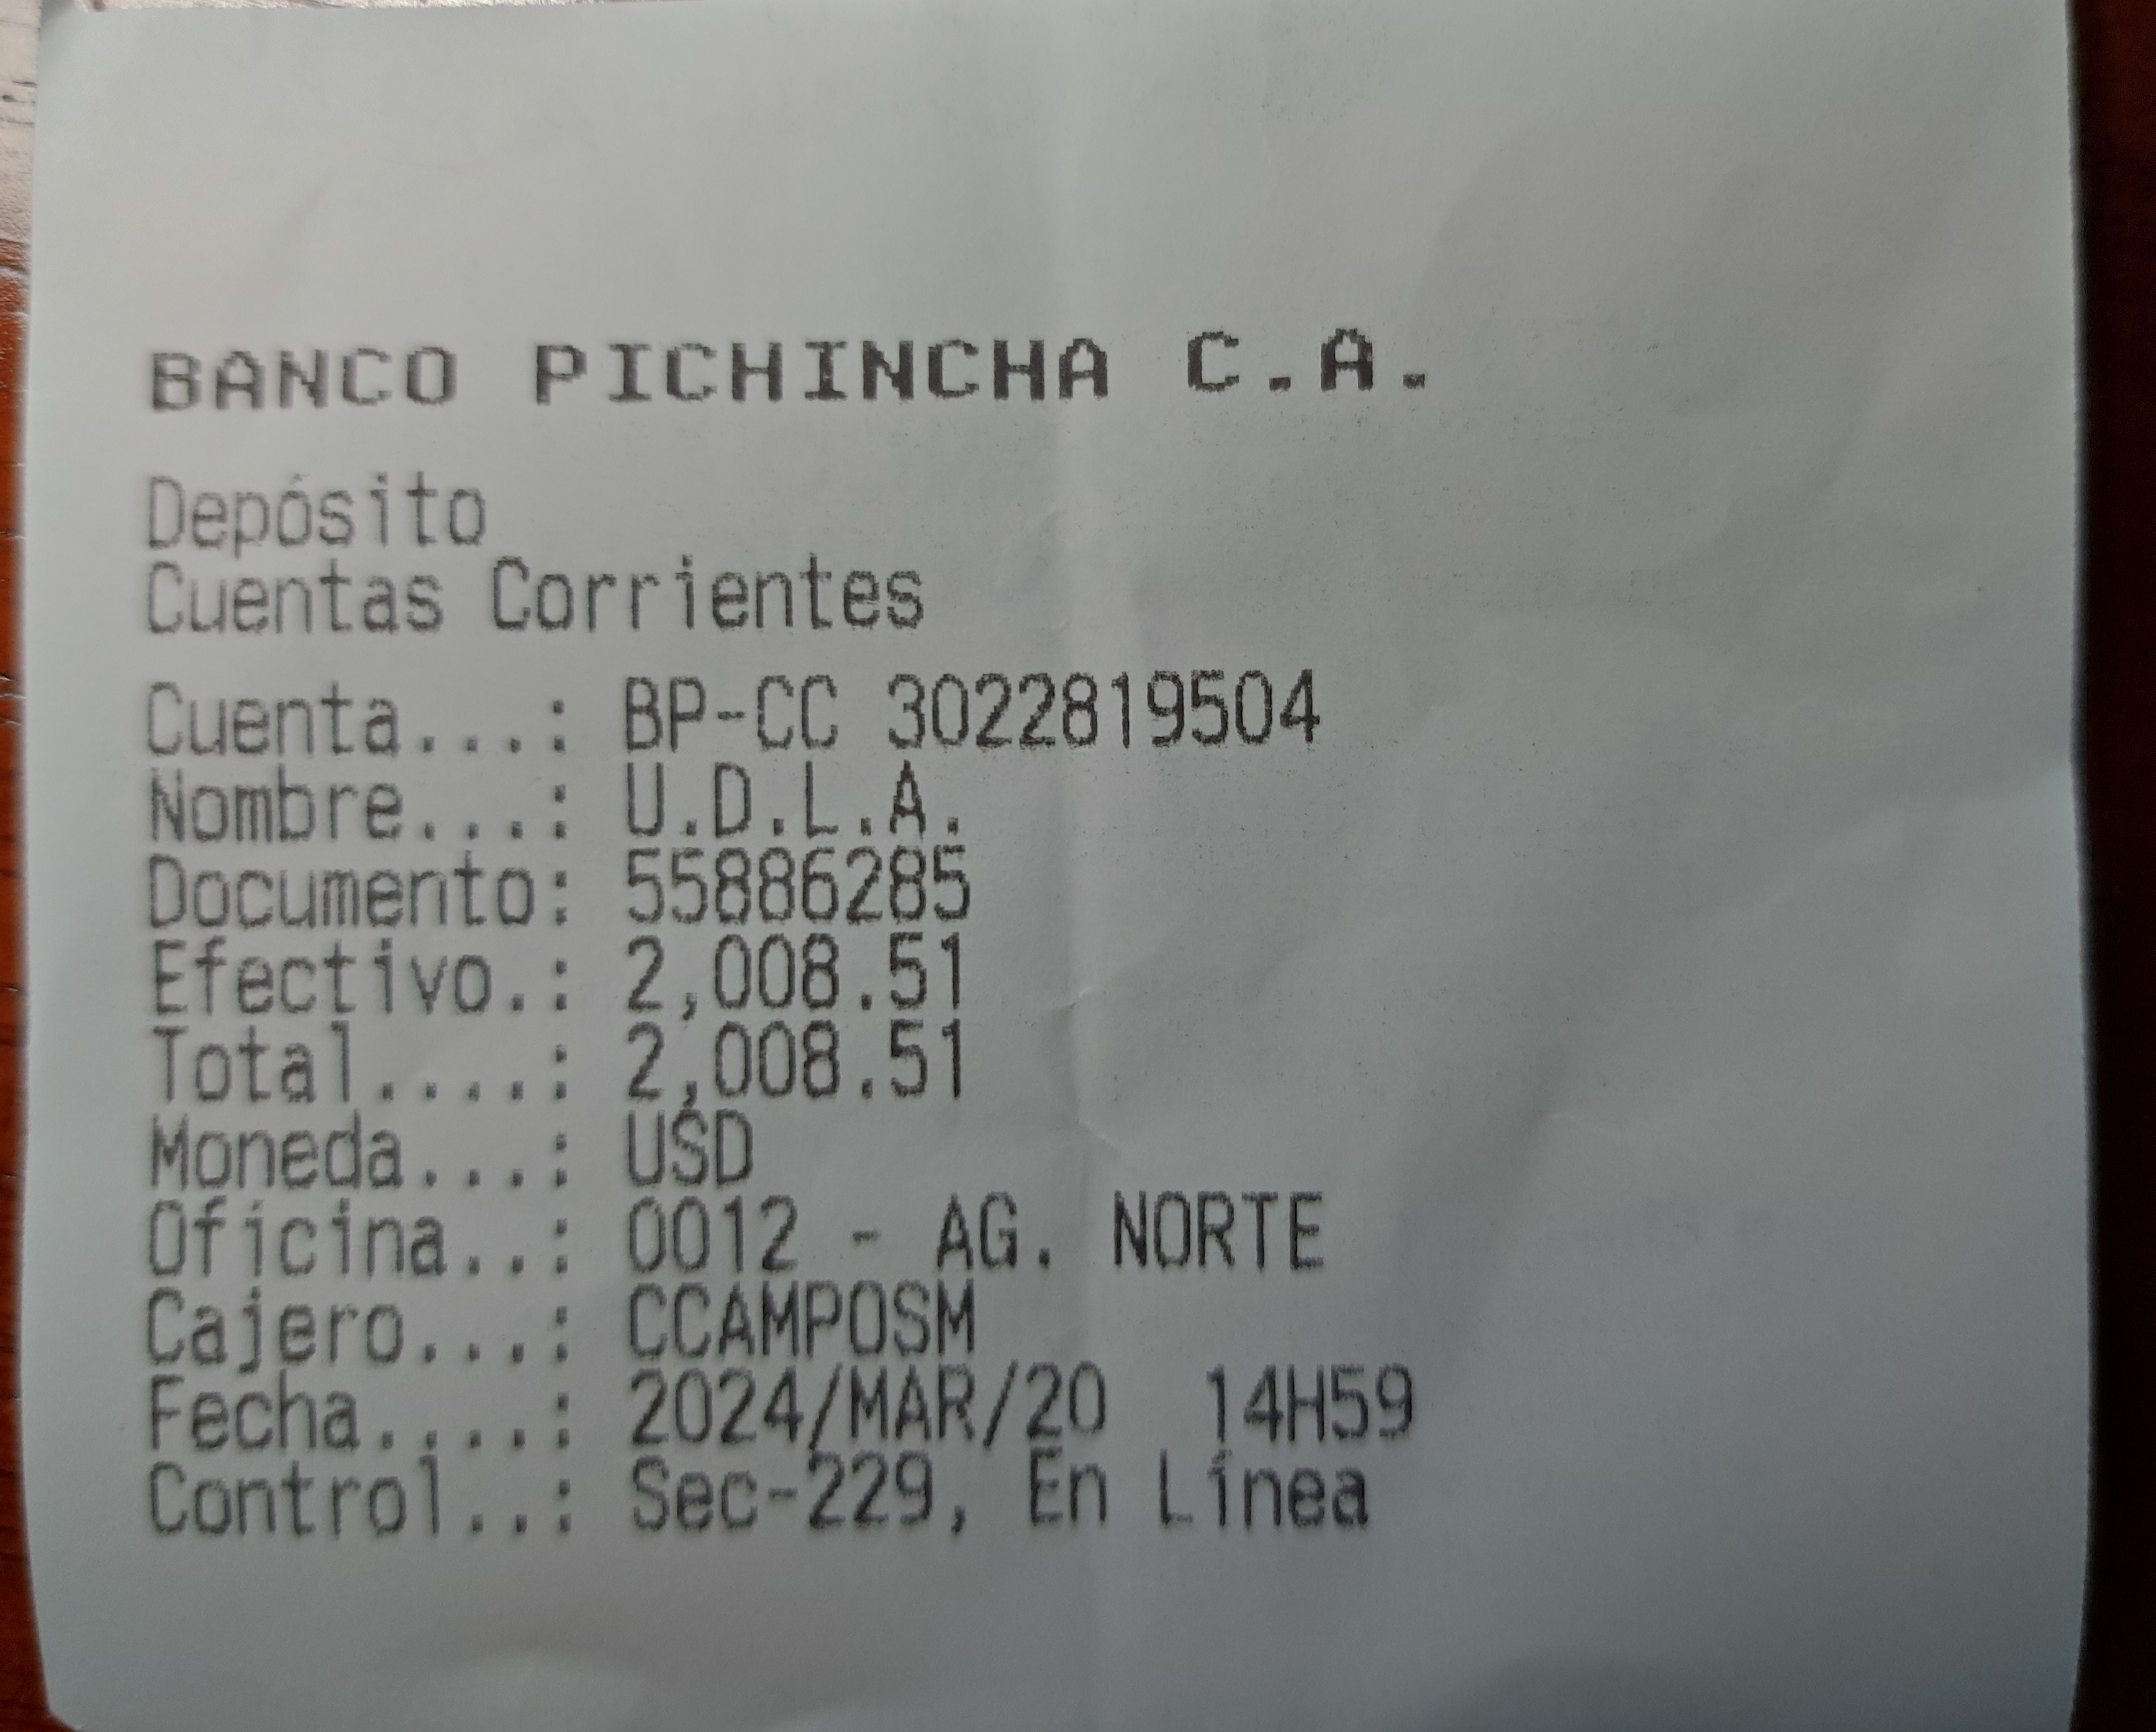 BANCO PICHINCHA C.A.
Depósito
Cuentas Corrientes
Cuenta...: BP-CC 3022819504
Nombre...: U.D.L.A.
Documento: 55886285
Efectivo.: 2,008.51
Total....: 2,008.51
Moneda...: USD
Oficina..: 0012 - AG. NORTE
Cajero...: CCAMPOSM
Fecha....: 2024/MAR/20  14H59
Control..: Sec-229, En Línea